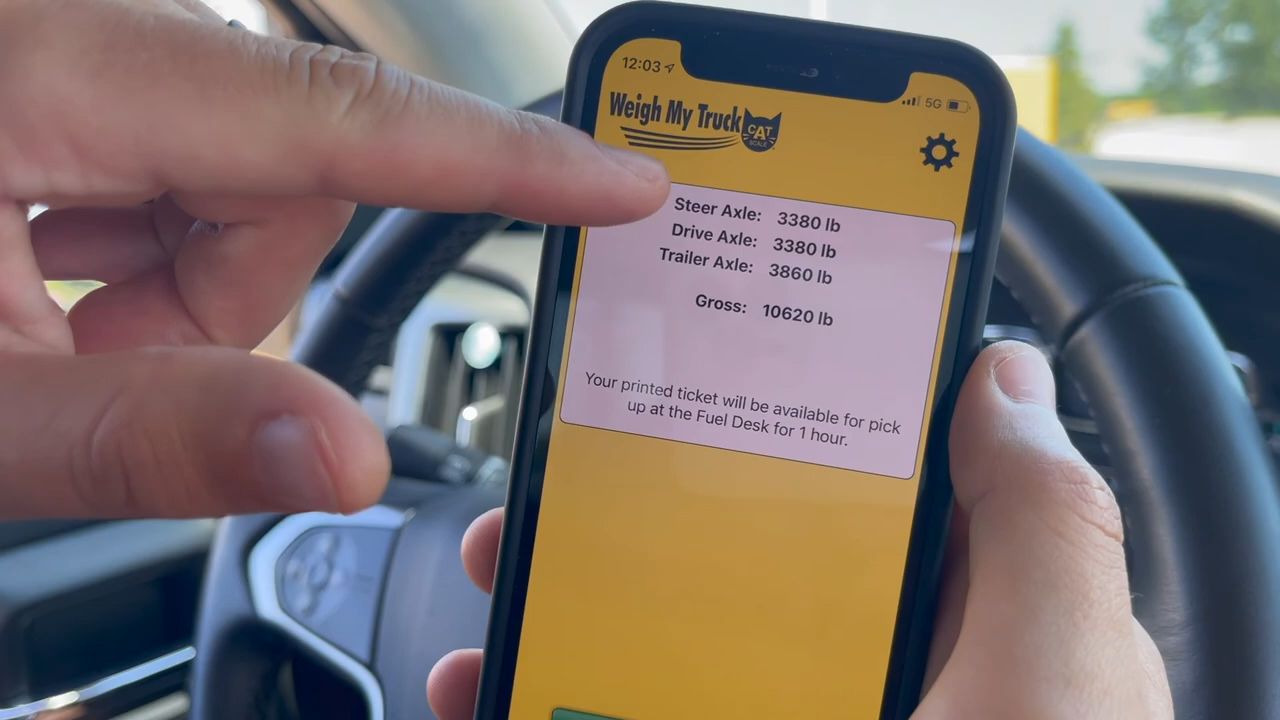 12:03
5G
Weigh My Truck
CAT
SCALE
Steer Axle: 3380 lb
Drive Axle: 3380 lb
Trailer Axle: 3860 lb
Gross: 10620 lb
Your printed ticket will be available for pick
up at the Fuel Desk for 1 hour.